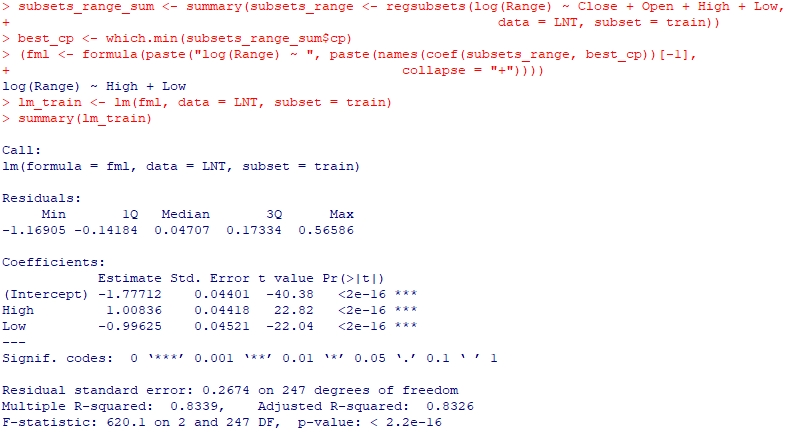 > subsets_range_sum <- summary(subsets_range <- regsubsets(log(Range) ~ Close + Open + High + Low,
+                                                          data = LNT, subset = train))
> best_cp <- which.min(subsets_range_sum$cp)
> (fml <- formula(paste("log(Range) ~ ", paste(names(coef(subsets_range, best_cp))[-1],
+                                              collapse = "+"))))
log(Range) ~ High + Low
> lm_train <- lm(fml, data = LNT, subset = train)
> summary(lm_train)
Call:
lm(formula = fml, data = LNT, subset = train)
Residuals:
     Min       1Q   Median       3Q      Max
-1.16905 -0.14184  0.04707  0.17334  0.56586
Coefficients:
            Estimate Std. Error t value Pr(>|t|)
(Intercept) -1.77712    0.04401  -40.38   <2e-16 ***
High         1.00836    0.04418   22.82   <2e-16 ***
Low         -0.99625    0.04521  -22.04   <2e-16 ***
---
Signif. codes:  0 ‘***’ 0.001 ‘**’ 0.01 ‘*’ 0.05 ‘.’ 0.1 ‘ ’ 1
Residual standard error: 0.2674 on 247 degrees of freedom
Multiple R-squared:  0.8339,    Adjusted R-squared:  0.8326
F-statistic: 620.1 on 2 and 247 DF,  p-value: < 2.2e-16